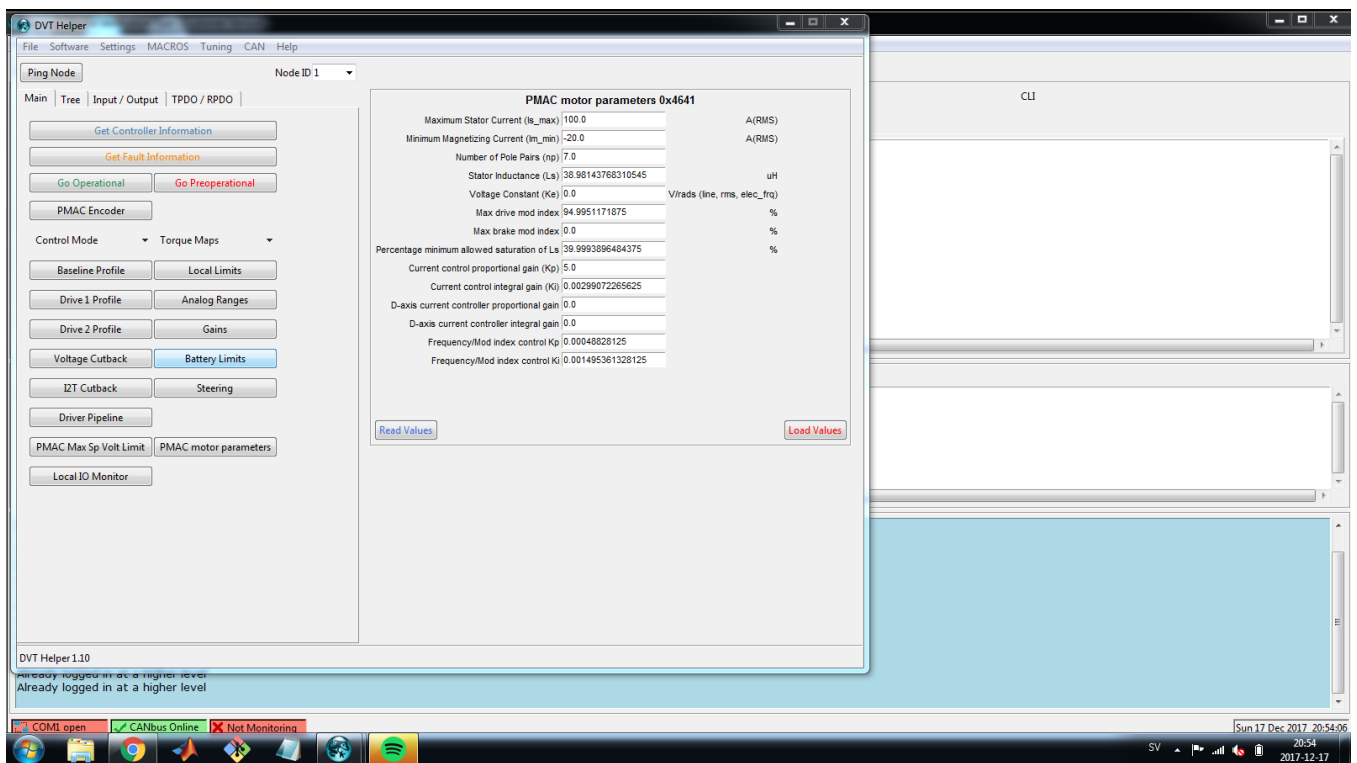 DVT Helper
File Software Settings MACROS Tuning CAN Help
Ping Node
Node ID 1
Main Tree Input / Output TPDO / RPDO
Get Controller Information
Get Fault Information
Go Operational Go Preoperational
PMAC Encoder
Control Mode Torque Maps
Baseline Profile Local Limits
Drive 1 Profile Analog Ranges
Drive 2 Profile Gains
Voltage Cutback Battery Limits
I2T Cutback Steering
Driver Pipeline
PMAC Max Sp Volt Limit PMAC motor parameters
Local IO Monitor
PMAC motor parameters 0x4641
Maximum Stator Current (Is_max) 100.0 A(RMS)
Minimum Magnetizing Current (Im_min) -20.0 A(RMS)
Number of Pole Pairs (np) 7.0
Stator Inductance (Ls) 38.98143768310545 uH
Voltage Constant (Ke) 0.0 V/rads (line, rms, elec_frq)
Max drive mod index 94.9951171875 %
Max brake mod index 0.0 %
Percentage minimum allowed saturation of Ls 39.9993896484375 %
Current control proportional gain (Kp) 5.0
Current control integral gain (Ki) 0.00299072265625
D-axis current controller proportional gain 0.0
D-axis current controller integral gain 0.0
Frequency/Mod index control Kp 0.00048828125
Frequency/Mod index control Ki 0.001495361328125
Read Values Load Values
DVT Helper 1.10
CLI
Already logged in at a higher level
Already logged in at a higher level
COM1 open CANbus Online Not Monitoring
Sun 17 Dec 2017 20:54:06
SV
20:54
2017-12-17